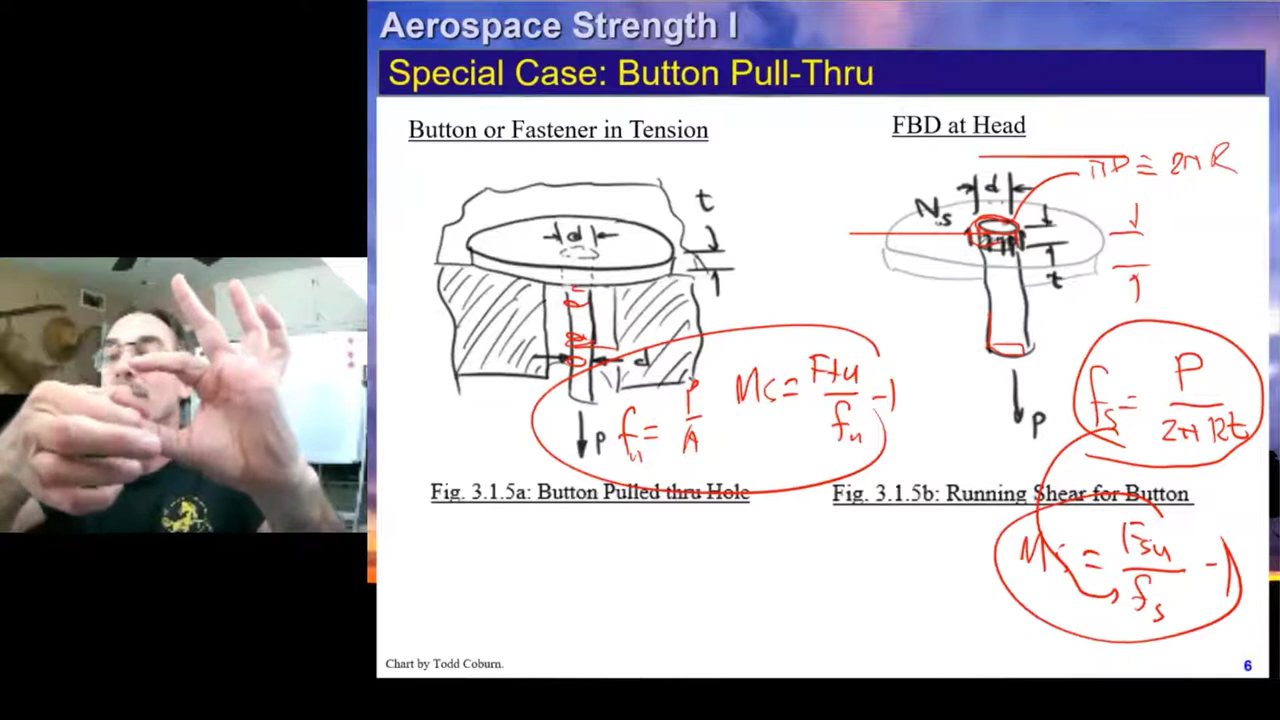 Aerospace Strength I
Special Case: Button Pull-Thru
Button or Fastener in Tension
FBD at Head
πD = 2πR
d
t
Ns
d
t
d
P
P
fu = P/A
MS = Ftu/fu -1
fs = P/2πRt
Fig. 3.1.5a: Button Pulled thru Hole
Fig. 3.1.5b: Running Shear for Button
MS = Fsu/fs -1
Chart by Todd Coburn.
6